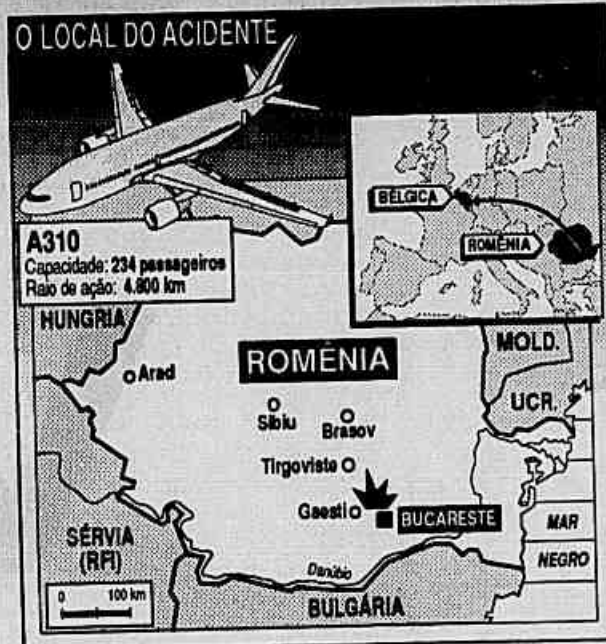 O LOCAL DO ACIDENTE
A310
Capacidade: 234 passageiros
Raio de ação: 4.800 km
BÉLGICA
ROMÊNIA
HUNGRIA
MOLD.
ROMÊNIA
Arad
UCR.
Sibiu
Brasov
Tirgoviste
Gaesti
BUCARESTE
SÉRVIA
(RFI)
MAR
NEGRO
Danúbio
0 100 km
BULGÁRIA